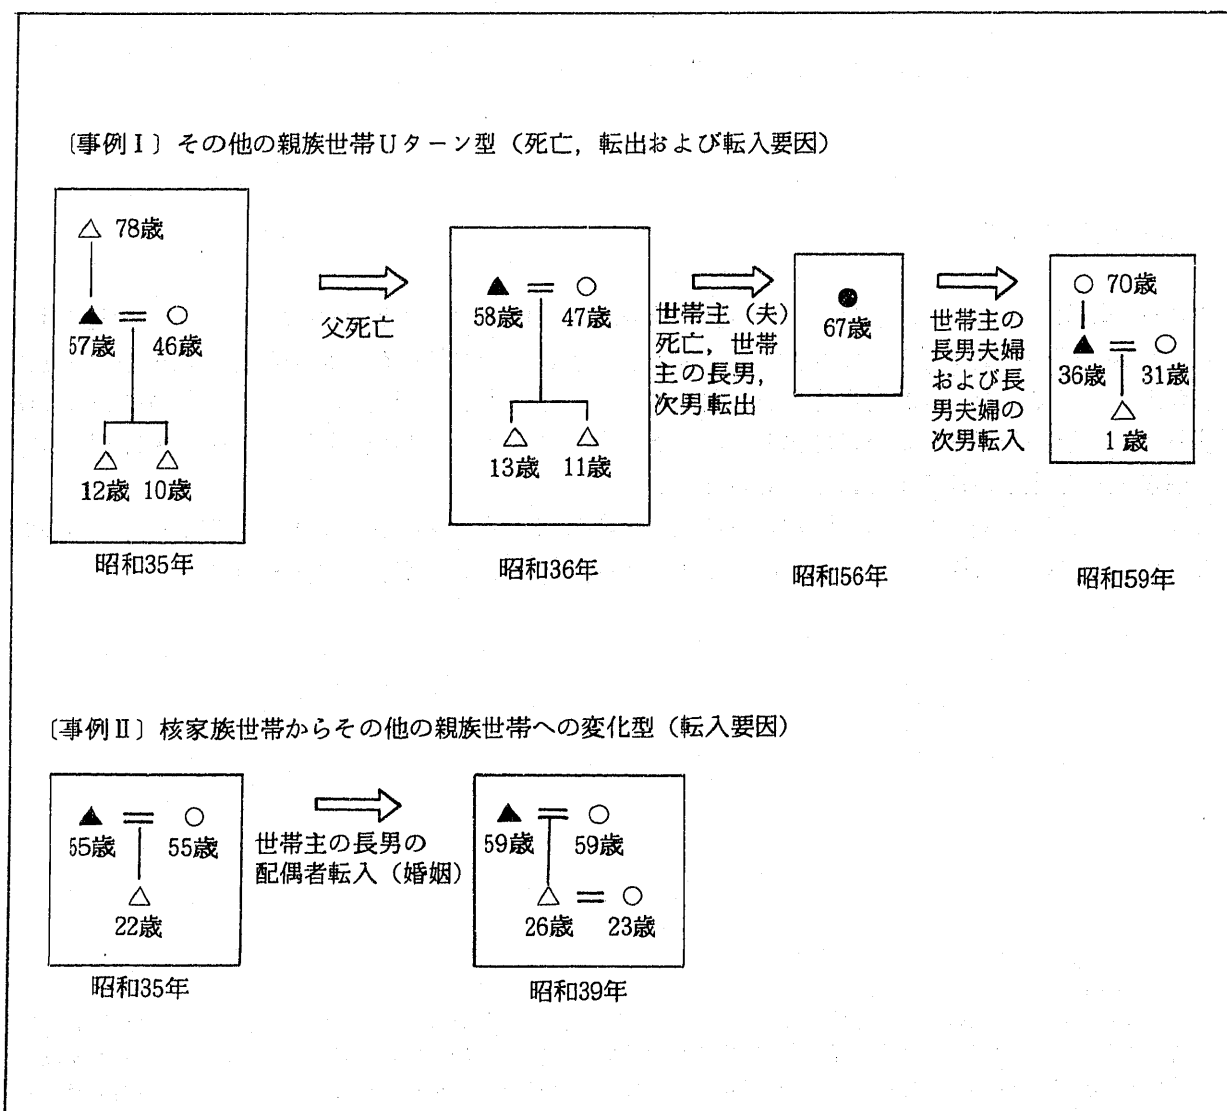 〔事例Ⅰ〕その他の親族世帯Uターン型（死亡，転出および転入要因）
78歳
57歳 46歳
12歳 10歳
昭和35年
父死亡
58歳 47歳
13歳 11歳
昭和36年
世帯主（夫）
死亡，世帯
主の長男，
次男転出
67歳
昭和56年
世帯主の
長男夫婦
および長
男夫婦の
次男転入
70歳
36歳 31歳
1歳
昭和59年
〔事例Ⅱ〕核家族世帯からその他の親族世帯への変化型（転入要因）
55歳 55歳
22歳
昭和35年
世帯主の長男の
配偶者転入（婚姻）
59歳 59歳
26歳 23歳
昭和39年